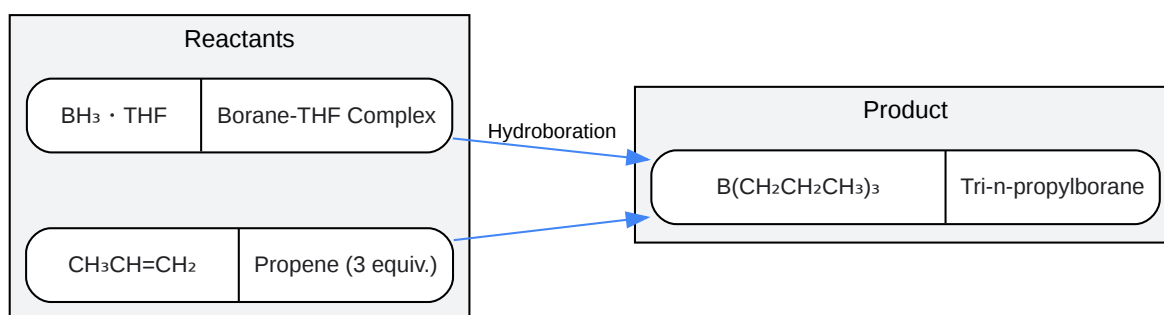 Reactants
BH₃ · THF
Borane-THF Complex
CH₃CH=CH₂
Propene (3 equiv.)
Hydroboration
Product
B(CH₂CH₂CH₃)₃
Tri-n-propylborane